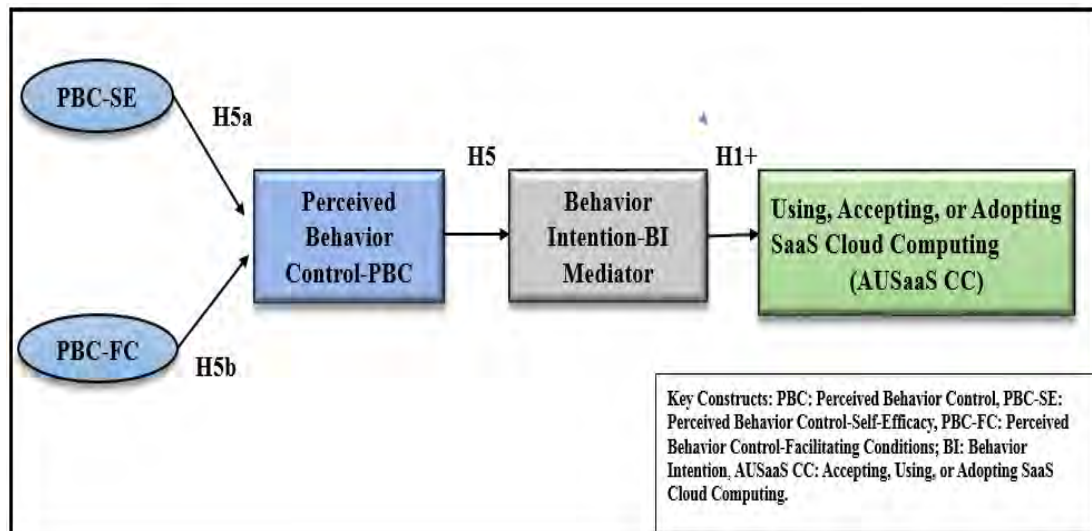 PBC-SE
H5a
H5
H1+
Perceived
Behavior
Control-PBC
Behavior
Intention-BI
Mediator
Using, Accepting, or Adopting
SaaS Cloud Computing
(AUSaaS CC)
PBC-FC
H5b
Key Constructs: PBC: Perceived Behavior Control, PBC-SE:
Perceived Behavior Control-Self-Efficacy, PBC-FC: Perceived
Behavior Control-Facilitating Conditions; BI: Behavior
Intention, AUSaaS CC: Accepting, Using, or Adopting SaaS
Cloud Computing.